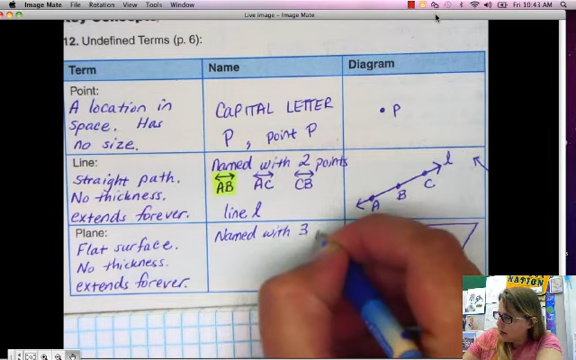 Image Mate File Rotation View Tools Window
Fri 10:43 AM
Live Image - Image Mate
Key Concepts
12. Undefined Terms (p. 6):
Term Name Diagram
Point:
A location in
space. Has
no size.
CAPITAL LETTER
P, point P
P
Line:
Straight path.
No thickness.
extends forever.
Named with 2 points
AB AC CB
line l
A B C l
Plane:
Flat surface.
No thickness.
extends forever.
Named with 3